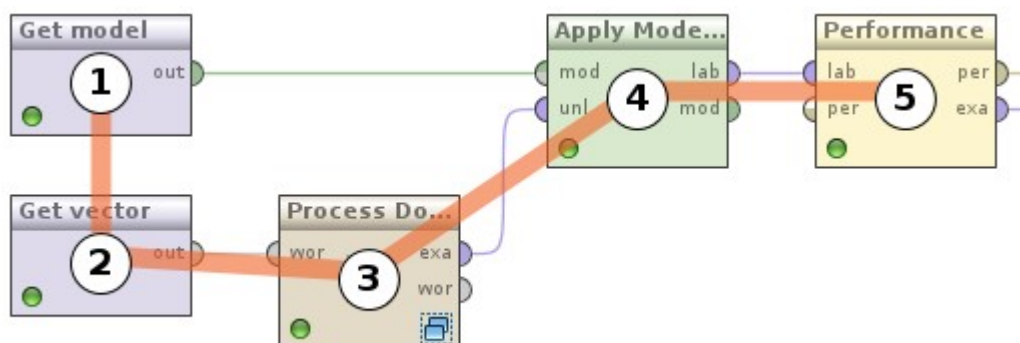 Get model
1
out
Get vector
2
out
Process Do...
3
wor
exa
wor
Apply Mode...
4
mod
lab
unl
mod
Performance
5
lab
per
per
exa